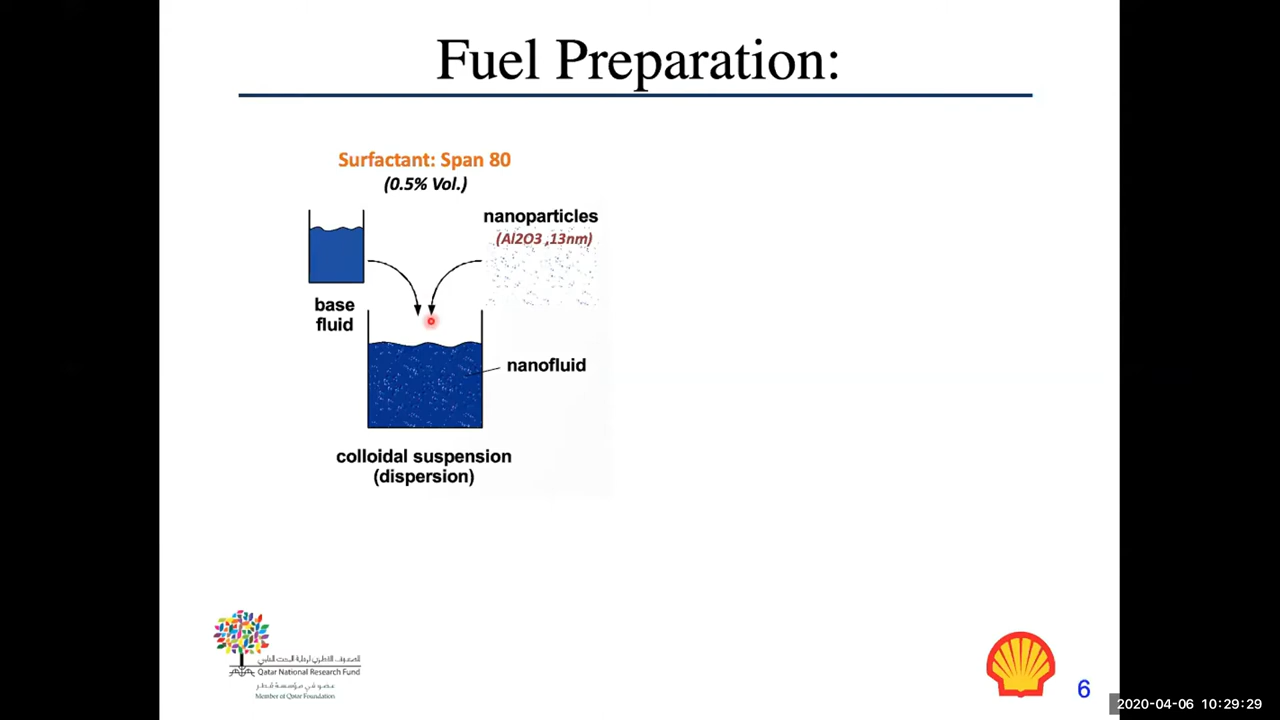 Fuel Preparation:
Surfactant: Span 80
(0.5% Vol.)
nanoparticles
(Al2O3 ,13nm)
base
fluid
nanofluid
colloidal suspension
(dispersion)
Qatar National Research Fund
Member of Qatar Foundation
6
2020-04-06 10:29:29